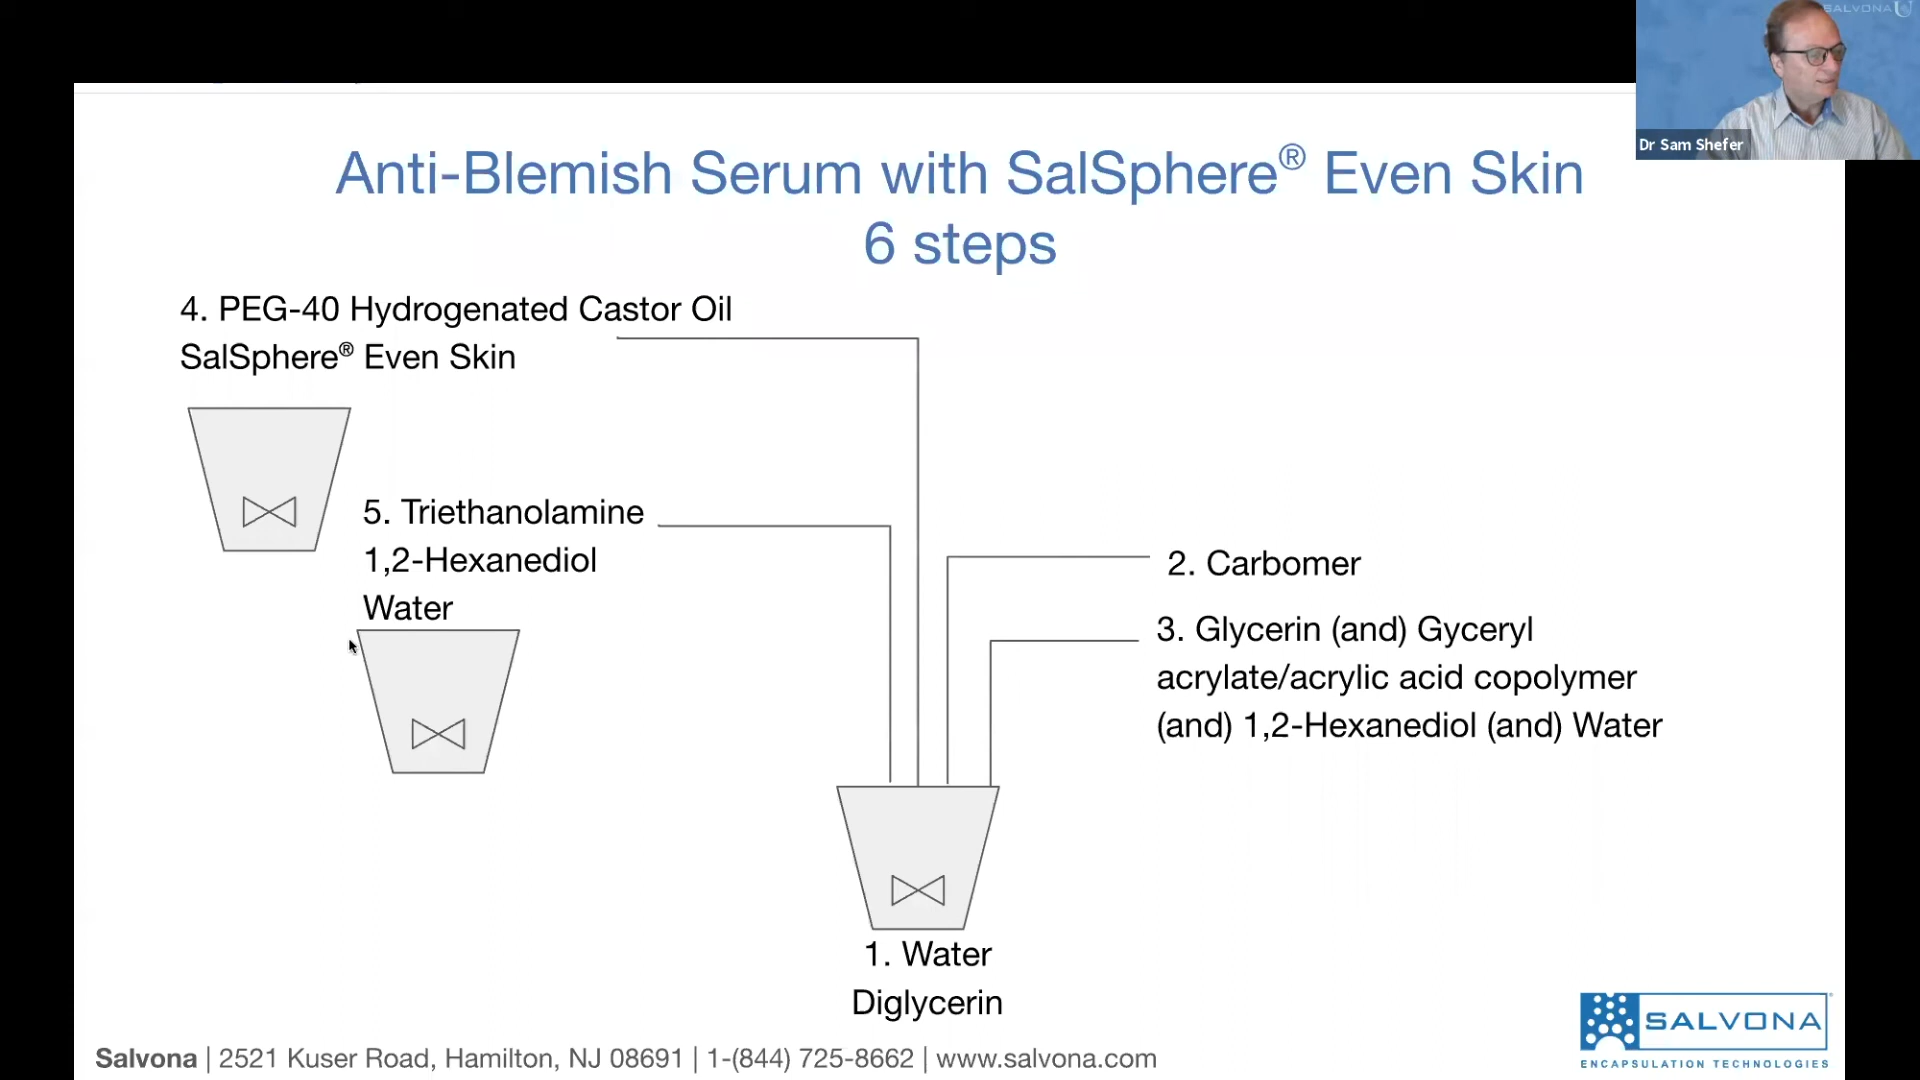 SALVONA
Dr Sam Shefer
Anti-Blemish Serum with SalSphere® Even Skin
6 steps
4. PEG-40 Hydrogenated Castor Oil
SalSphere® Even Skin
5. Triethanolamine
1,2-Hexanediol
Water
2. Carbomer
3. Glycerin (and) Gyceryl
acrylate/acrylic acid copolymer
(and) 1,2-Hexanediol (and) Water
1. Water
Diglycerin
Salvona | 2521 Kuser Road, Hamilton, NJ 08691 | 1-(844) 725-8662 | www.salvona.com
SALVONA
ENCAPSULATION TECHNOLOGIES